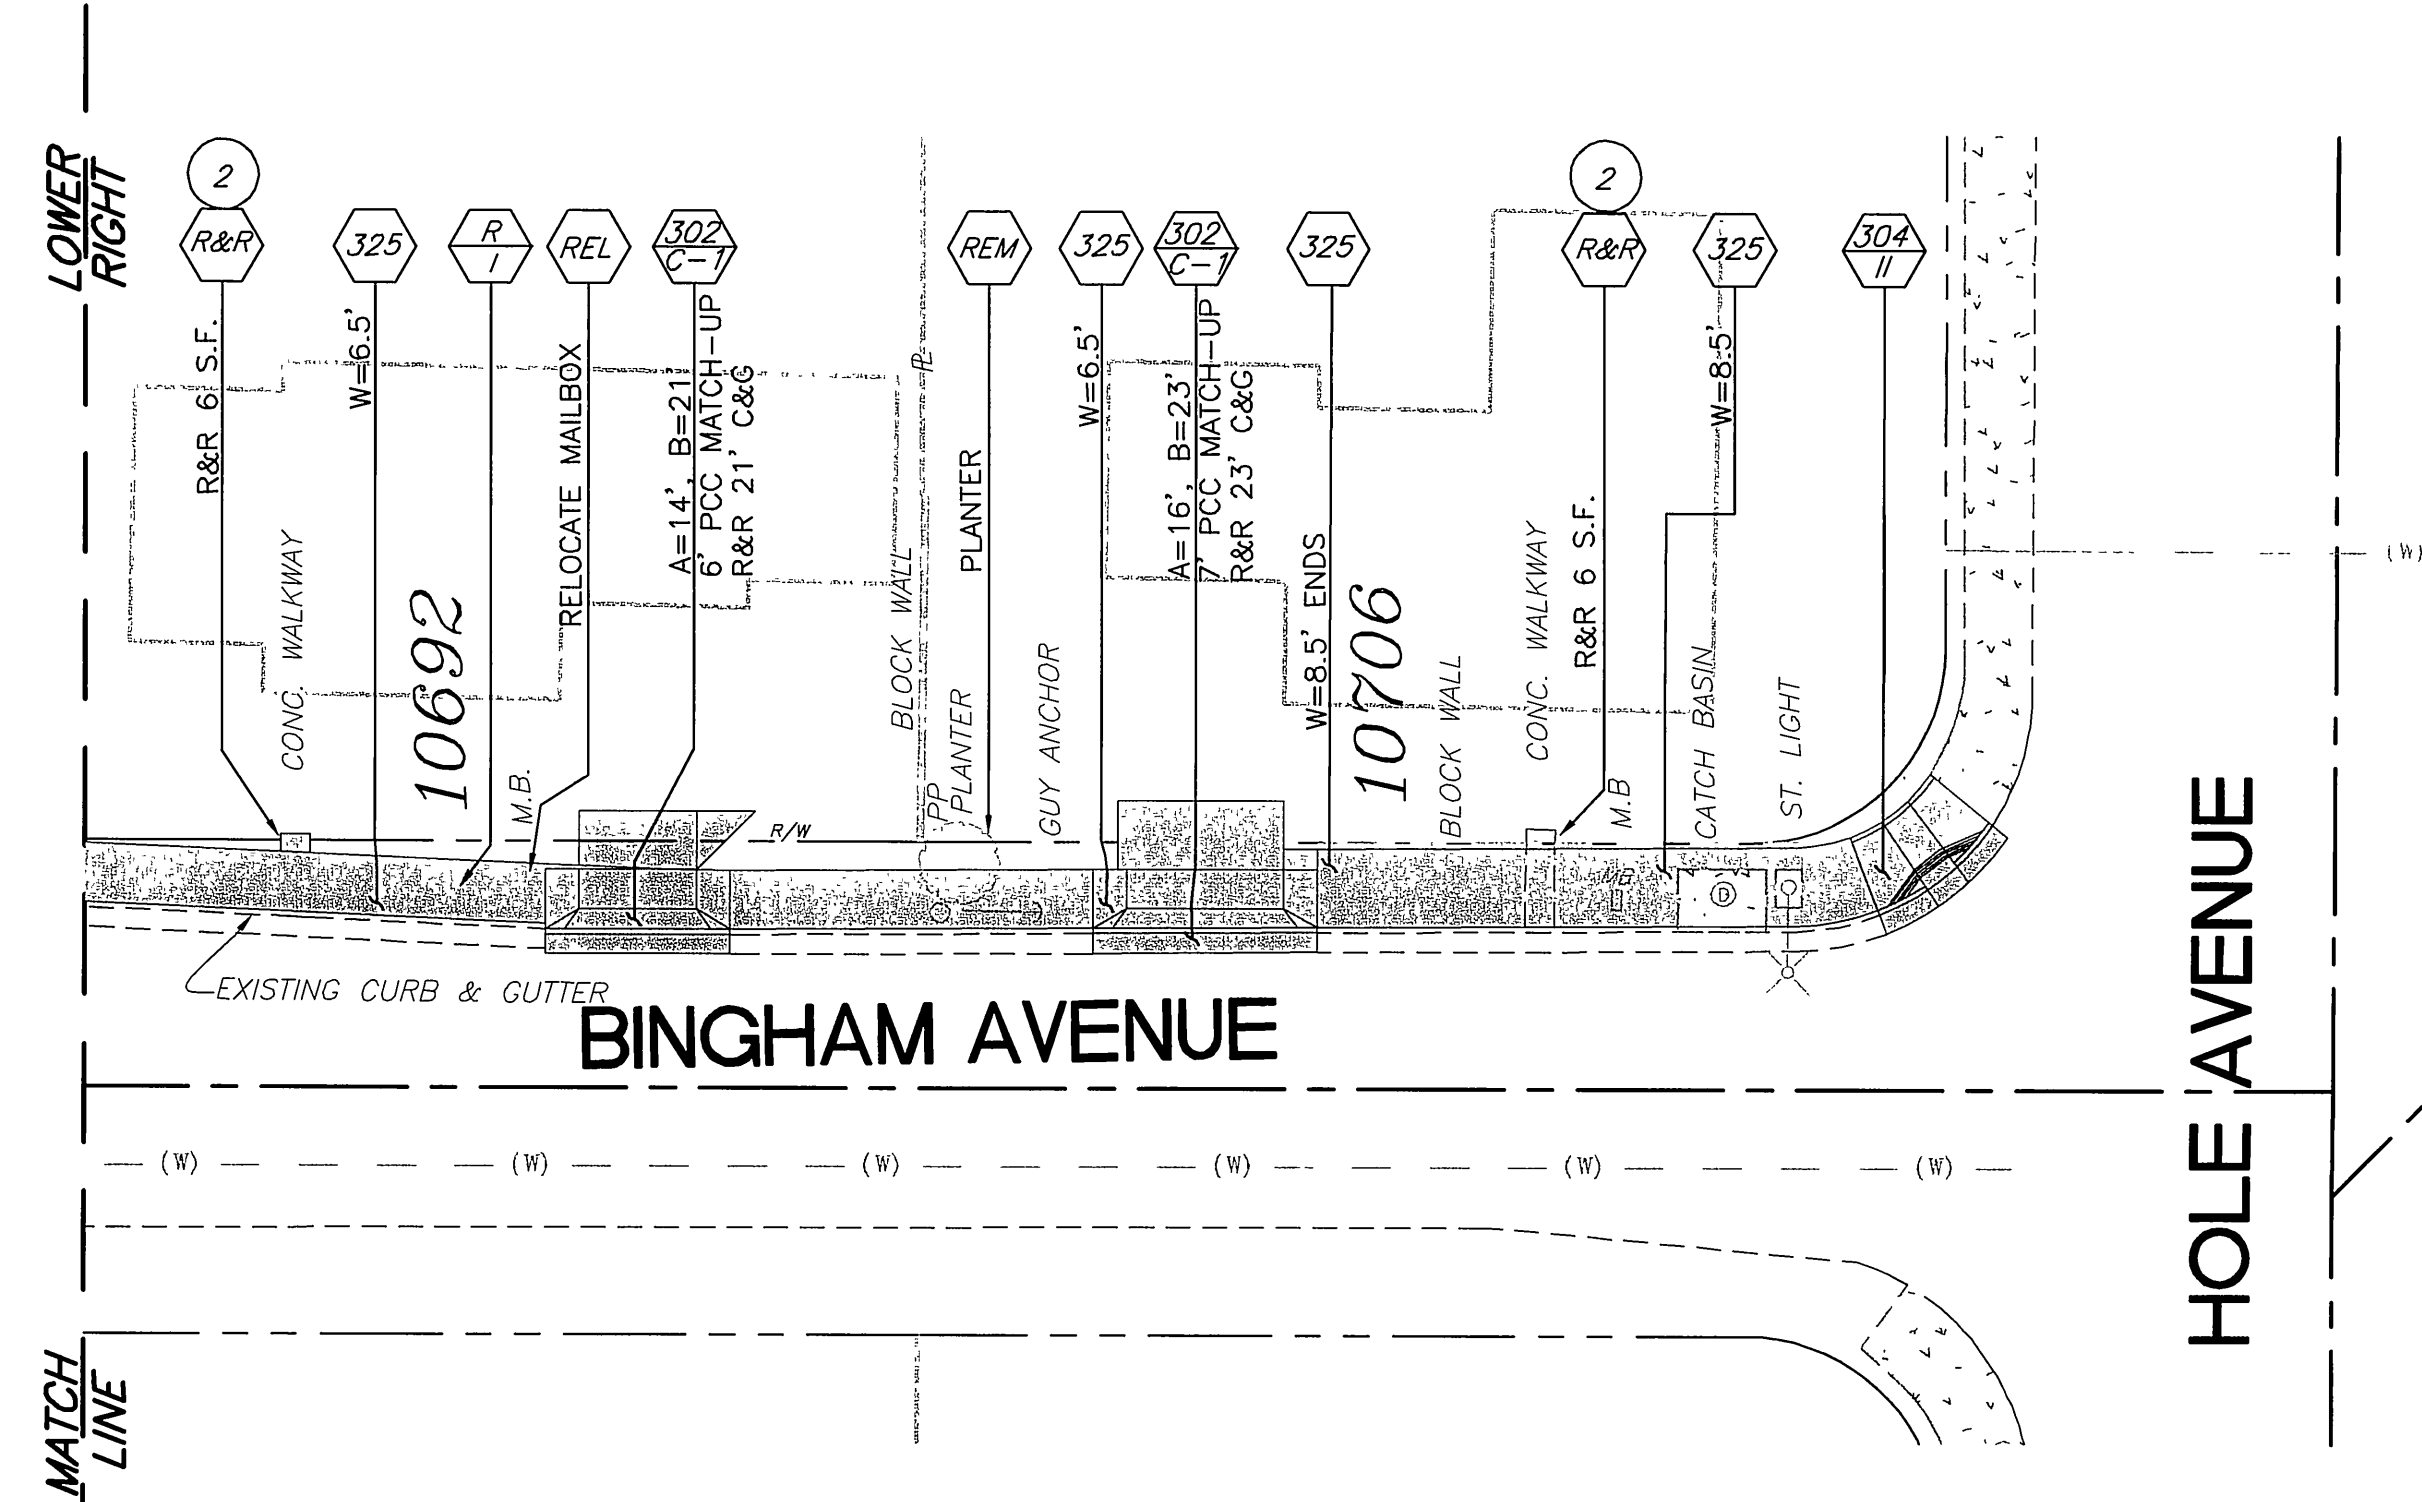 LOWER
RIGHT
2
R&R
R&R 6 S.F.
CONC. WALKWAY
325
W=6.5'
10692
R
1
REL
RELOCATE MAILBOX
M.B.
302
C-1
A=14', B=21'
6' PCC MATCH-UP
R&R 21' C&G
R/W
BLOCK WALL
PL
PP
PLANTER
REM
PLANTER
GUY ANCHOR
325
W=6.5'
302
C-1
A=16', B=23'
7' PCC MATCH-UP
R&R 23' C&G
325
W=8.5' ENDS
10706
BLOCK WALL
CONC. WALKWAY
2
R&R
R&R 6 S.F.
M.B
MB
325
W=8.5'
CATCH BASIN
D
ST. LIGHT
304
II
(W)
EXISTING CURB & GUTTER
BINGHAM AVENUE
HOLE AVENUE
(W) (W) (W) (W) (W) (W)
MATCH
LINE